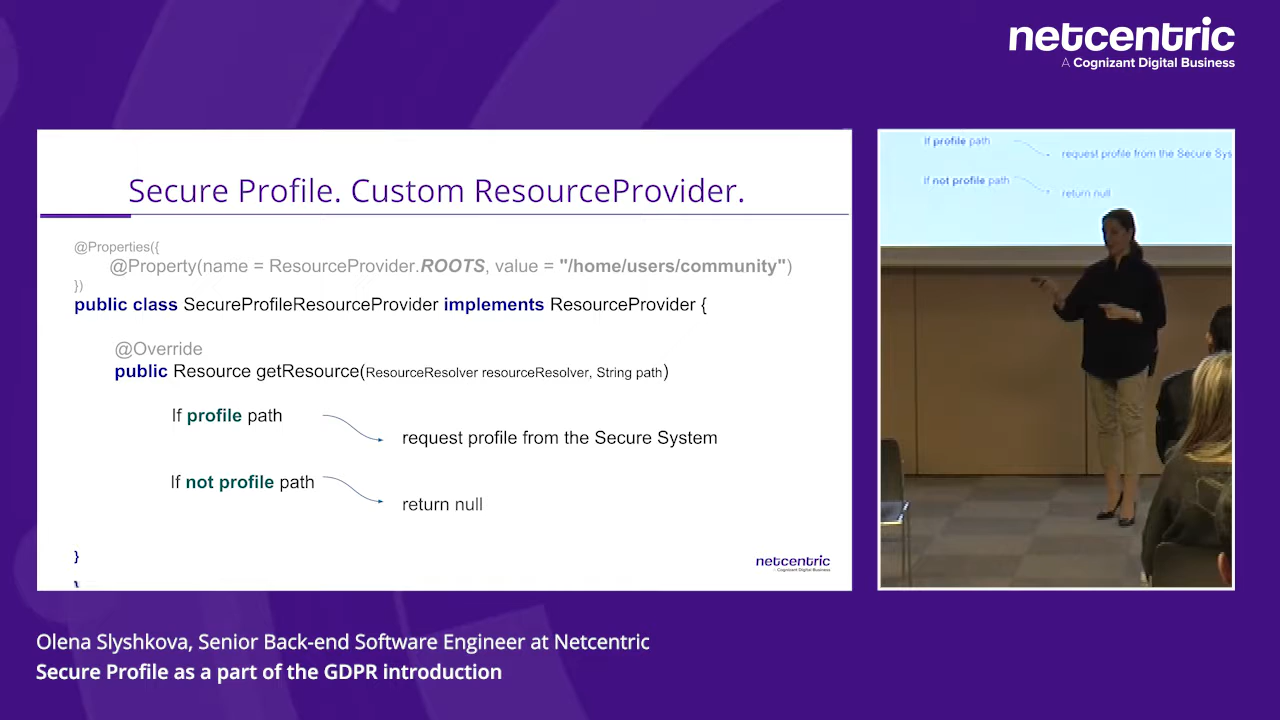 netcentric
A Cognizant Digital Business
Secure Profile. Custom ResourceProvider.
@Properties({
@Property(name = ResourceProvider.ROOTS, value = "/home/users/community")
})
public class SecureProfileResourceProvider implements ResourceProvider {
@Override
public Resource getResource(ResourceResolver resourceResolver, String path)
If profile path
request profile from the Secure System
If not profile path
return null
}
netcentric
A Cognizant Digital Business
If profile path
request profile from the Secure Sys
If not profile path
return null
Olena Slyshkova, Senior Back-end Software Engineer at Netcentric
Secure Profile as a part of the GDPR introduction